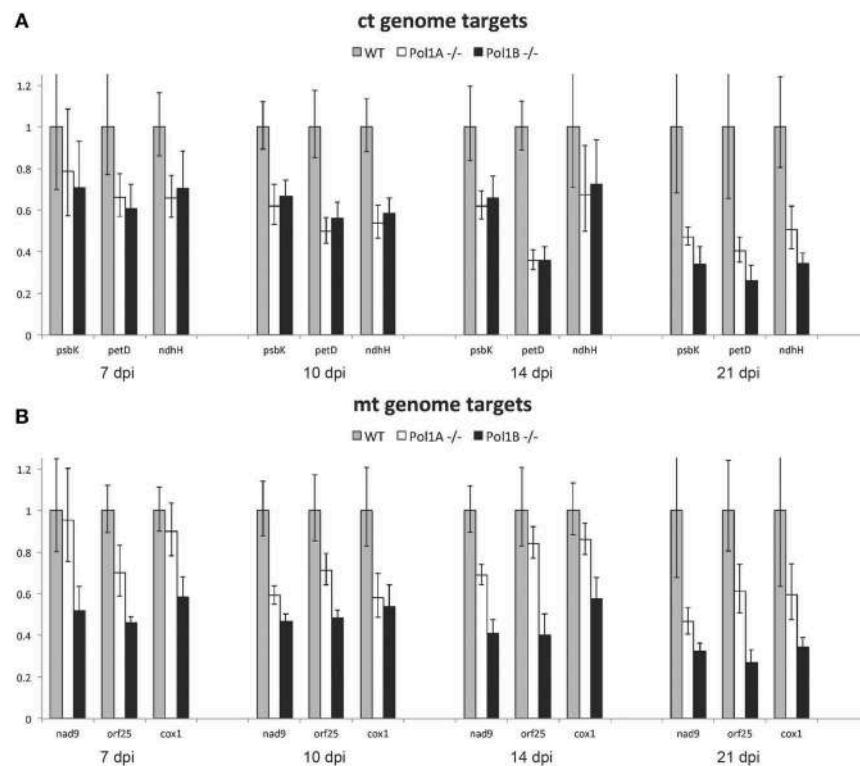 A
ct genome targets
WT Pol1A -/- Pol1B -/-
1.2
1
0.8
0.6
0.4
0.2
0
psbK petD ndhH psbK petD ndhH psbK petD ndhH psbK petD ndhH
7 dpi 10 dpi 14 dpi 21 dpi
B
mt genome targets
WT Pol1A -/- Pol1B -/-
1.2
1
0.8
0.6
0.4
0.2
0
nad9 orf25 cox1 nad9 orf25 cox1 nad9 orf25 cox1 nad9 orf25 cox1
7 dpi 10 dpi 14 dpi 21 dpi